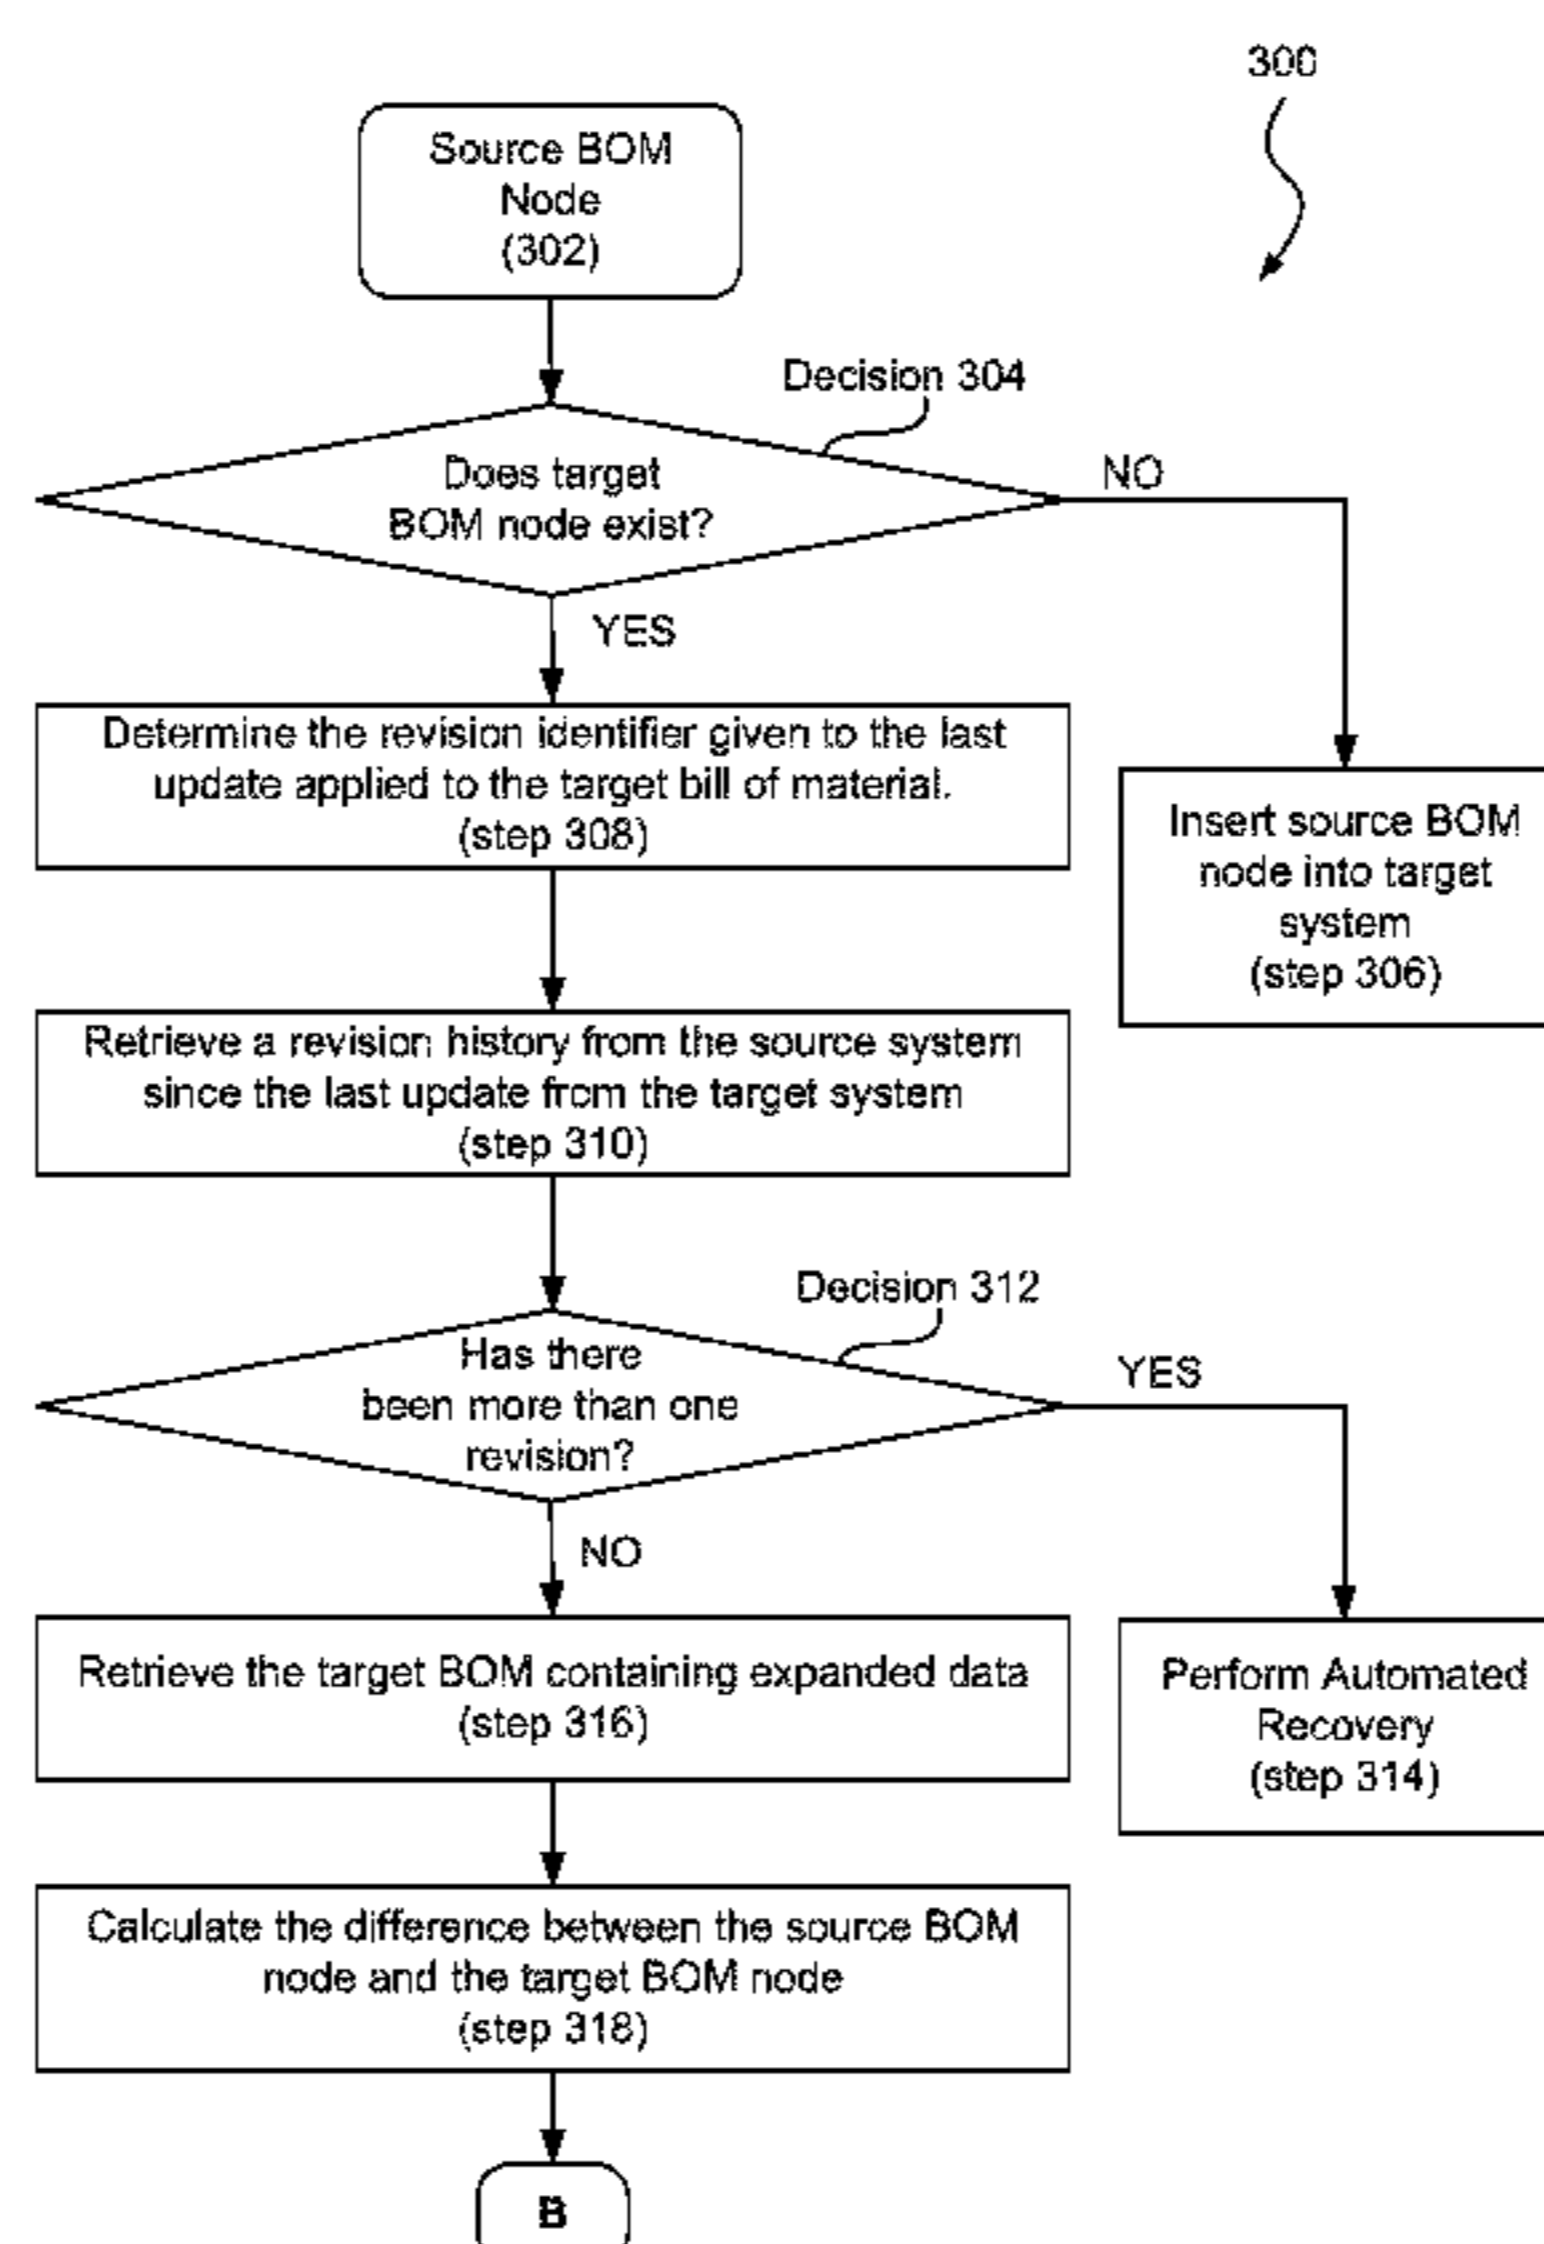 300
Source BOM
Node
(302)
Decision 304
Does target
BOM node exist?
NO
YES
Determine the revision identifier given to the last
update applied to the target bill of material.
(step 308)
Insert source BOM
node into target
system
(step 306)
Retrieve a revision history from the source system
since the last update from the target system
(step 310)
Decision 312
Has there
been more than one
revision?
YES
NO
Retrieve the target BOM containing expanded data
(step 316)
Perform Automated
Recovery
(step 314)
Calculate the difference between the source BOM
node and the target BOM node
(step 318)
B